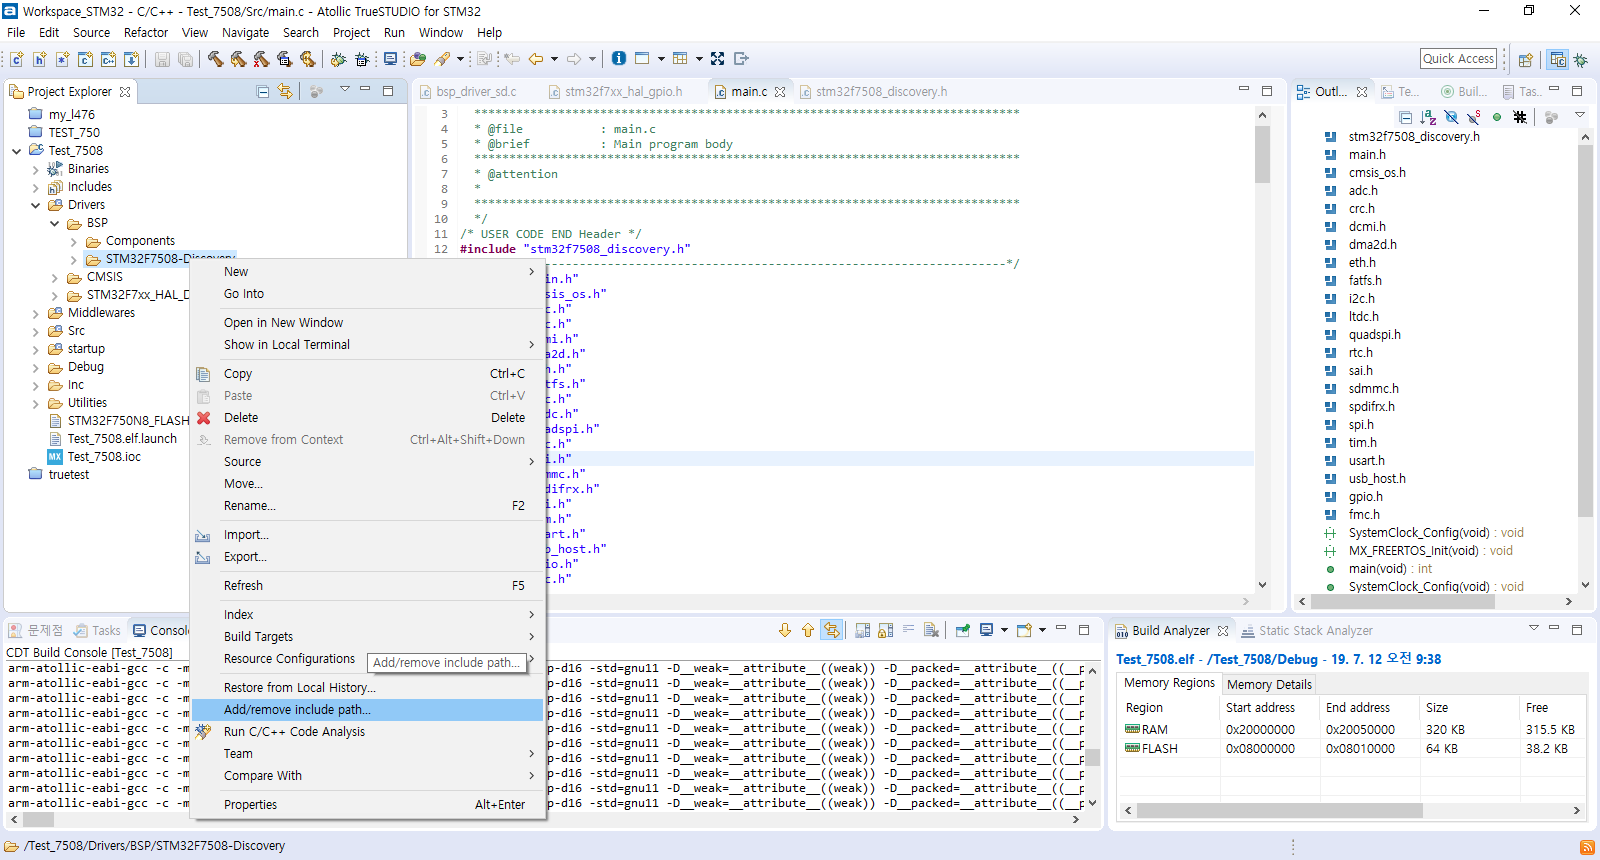 Workspace_STM32 - C/C++ - Test_7508/Src/main.c - Atollic TrueSTUDIO for STM32
File Edit Source Refactor View Navigate Search Project Run Window Help
Quick Access
Project Explorer
my_l476
TEST_750
Test_7508
Binaries
Includes
Drivers
BSP
Components
STM32F7508-Discovery
CMSIS
STM32F7xx_HAL_D
Middlewares
Src
startup
Debug
Inc
Utilities
STM32F750N8_FLASH
Test_7508.elf.launch
Test_7508.ioc
truetest
New
Go Into
Open in New Window
Show in Local Terminal
Copy Ctrl+C
Paste Ctrl+V
Delete Delete
Remove from Context Ctrl+Alt+Shift+Down
Source
Move...
Rename... F2
Import...
Export...
Refresh F5
Index
Build Targets
Resource Configurations
Add/remove include path...
Restore from Local History...
Add/remove include path...
Run C/C++ Code Analysis
Team
Compare With
Properties Alt+Enter
bsp_driver_sd.c stm32f7xx_hal_gpio.h main.c stm32f7508_discovery.h
3 ******************************************************************************
4 * @file : main.c
5 * @brief : Main program body
6 ******************************************************************************
7 * @attention
8 *
9 ******************************************************************************
10 */
11 /* USER CODE END Header */
12 #include "stm32f7508_discovery.h"
------------------------------------------------------------------*/
in.h"
sis_os.h"
c.h"
c.h"
mi.h"
a2d.h"
h.h"
tfs.h"
c.h"
dc.h"
adspi.h"
c.h"
i.h"
mmc.h"
difrx.h"
i.h"
m.h"
art.h"
b_host.h"
io.h"
c.h"
Outl... Te... Buil... Tas...
stm32f7508_discovery.h
main.h
cmsis_os.h
adc.h
crc.h
dcmi.h
dma2d.h
eth.h
fatfs.h
i2c.h
ltdc.h
quadspi.h
rtc.h
sai.h
sdmmc.h
spdifrx.h
spi.h
tim.h
usart.h
usb_host.h
gpio.h
fmc.h
SystemClock_Config(void) : void
MX_FREERTOS_Init(void) : void
main(void) : int
SystemClock_Config(void) : void
문제점 Tasks Consol
CDT Build Console [Test_7508]
arm-atollic-eabi-gcc -c -m p-d16 -std=gnu11 -D__weak=__attribute__((weak)) -D__packed=__attribute__((__p
arm-atollic-eabi-gcc -c -m p-d16 -std=gnu11 -D__weak=__attribute__((weak)) -D__packed=__attribute__((__p
arm-atollic-eabi-gcc -c -m p-d16 -std=gnu11 -D__weak=__attribute__((weak)) -D__packed=__attribute__((__p
arm-atollic-eabi-gcc -c -m p-d16 -std=gnu11 -D__weak=__attribute__((weak)) -D__packed=__attribute__((__p
arm-atollic-eabi-gcc -c -m p-d16 -std=gnu11 -D__weak=__attribute__((weak)) -D__packed=__attribute__((__p
arm-atollic-eabi-gcc -c -m p-d16 -std=gnu11 -D__weak=__attribute__((weak)) -D__packed=__attribute__((__p
arm-atollic-eabi-gcc -c -m p-d16 -std=gnu11 -D__weak=__attribute__((weak)) -D__packed=__attribute__((__p
arm-atollic-eabi-gcc -c -m p-d16 -std=gnu11 -D__weak=__attribute__((weak)) -D__packed=__attribute__((__p
arm-atollic-eabi-gcc -c -m p-d16 -std=gnu11 -D__weak=__attribute__((weak)) -D__packed=__attribute__((__p
arm-atollic-eabi-gcc -c -m p-d16 -std=gnu11 -D__weak=__attribute__((weak)) -D__packed=__attribute__((__p
Build Analyzer Static Stack Analyzer
Test_7508.elf - /Test_7508/Debug - 19. 7. 12 오전 9:38
Memory Regions Memory Details
Region Start address End address Size Free
RAM 0x20000000 0x20050000 320 KB 315.5 KB
FLASH 0x08000000 0x08010000 64 KB 38.2 KB
/Test_7508/Drivers/BSP/STM32F7508-Discovery